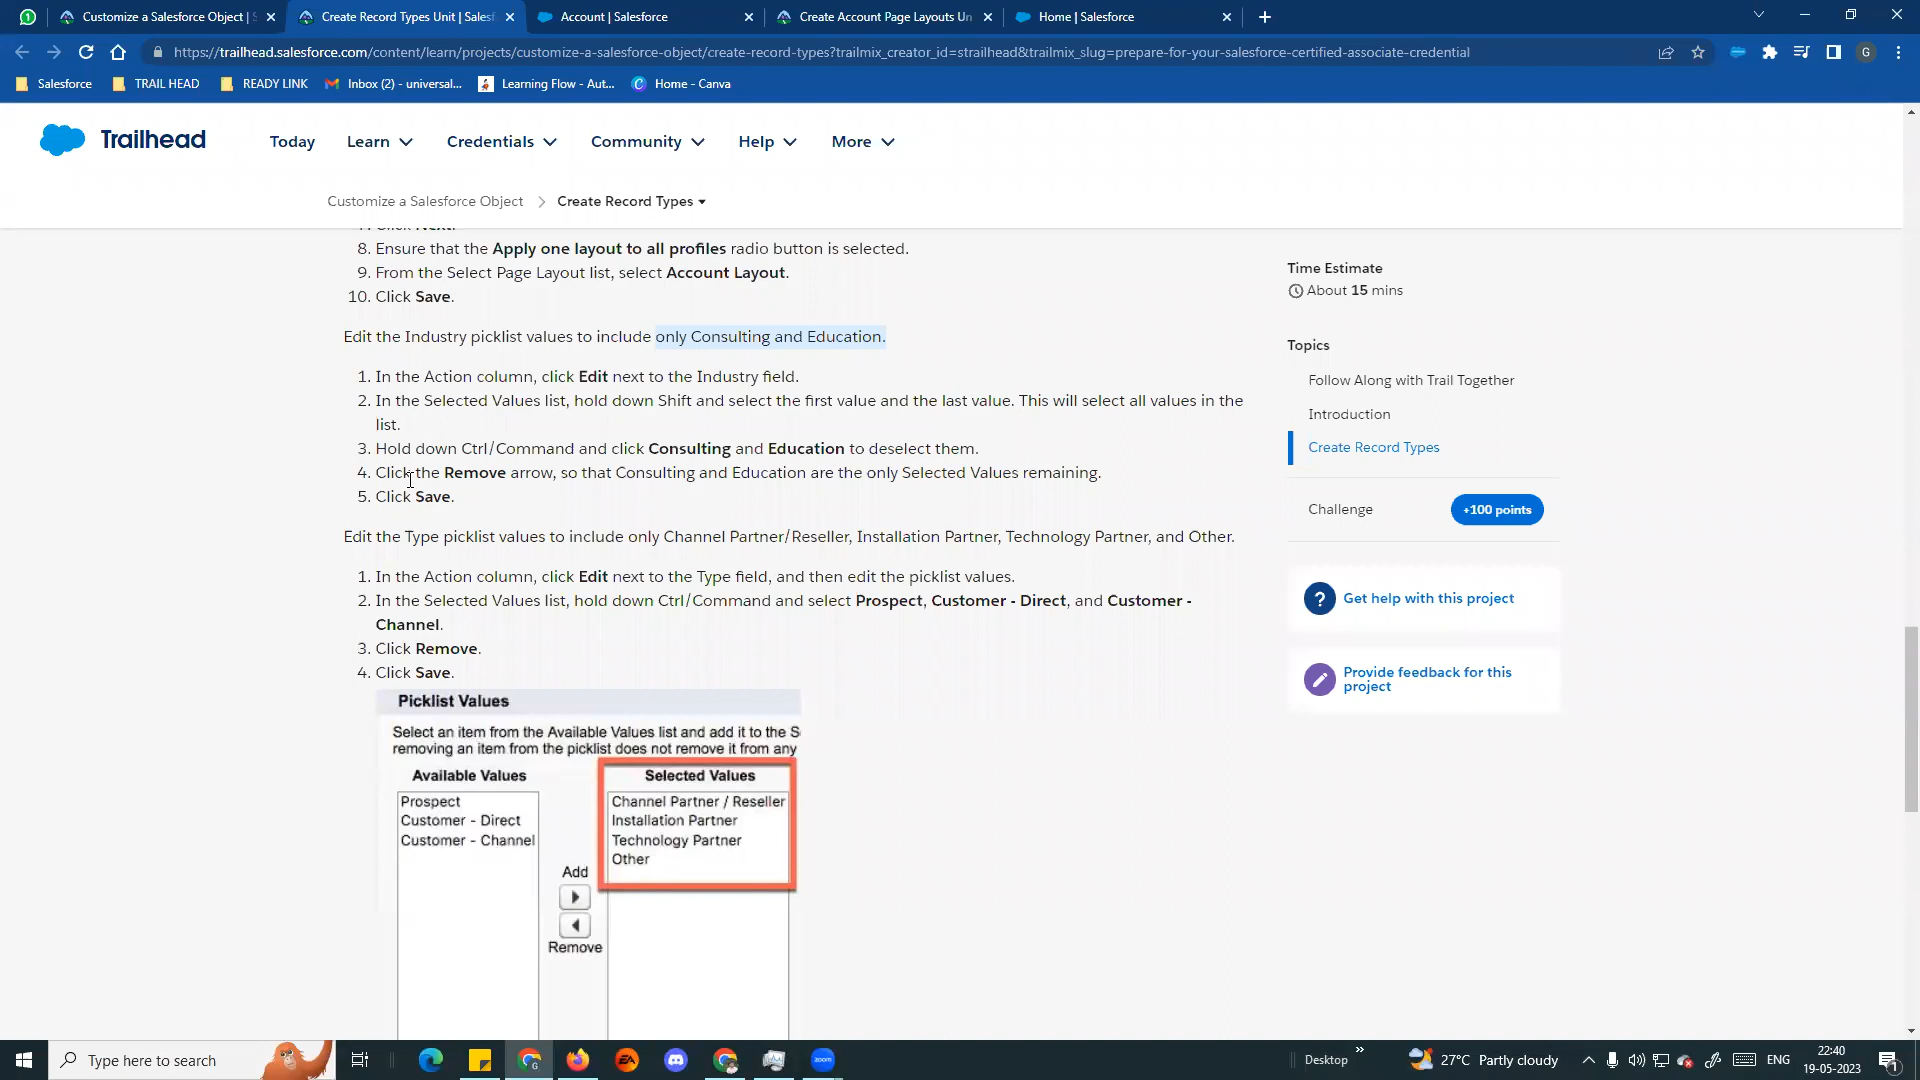 Customize a Salesforce Object | S
Create Record Types Unit | Salesf
Account | Salesforce
Create Account Page Layouts Un
Home | Salesforce
https://trailhead.salesforce.com/content/learn/projects/customize-a-salesforce-object/create-record-types?trailmix_creator_id=strailhead&trailmix_slug=prepare-for-your-salesforce-certified-associate-credential
G
Salesforce
TRAIL HEAD
READY LINK
Inbox (2) - universal...
Learning Flow - Aut...
Home - Canva
Trailhead
Today
Learn
Credentials
Community
Help
More
Customize a Salesforce Object > Create Record Types
8. Ensure that the Apply one layout to all profiles radio button is selected.
9. From the Select Page Layout list, select Account Layout.
10. Click Save.
Edit the Industry picklist values to include only Consulting and Education.
1. In the Action column, click Edit next to the Industry field.
2. In the Selected Values list, hold down Shift and select the first value and the last value. This will select all values in the
list.
3. Hold down Ctrl/Command and click Consulting and Education to deselect them.
4. Click the Remove arrow, so that Consulting and Education are the only Selected Values remaining.
5. Click Save.
Edit the Type picklist values to include only Channel Partner/Reseller, Installation Partner, Technology Partner, and Other.
1. In the Action column, click Edit next to the Type field, and then edit the picklist values.
2. In the Selected Values list, hold down Ctrl/Command and select Prospect, Customer - Direct, and Customer -
Channel.
3. Click Remove.
4. Click Save.
Picklist Values
Select an item from the Available Values list and add it to the S
removing an item from the picklist does not remove it from any
Available Values
Selected Values
Prospect
Customer - Direct
Customer - Channel
Channel Partner / Reseller
Installation Partner
Technology Partner
Other
Add
Remove
Time Estimate
About 15 mins
Topics
Follow Along with Trail Together
Introduction
Create Record Types
Challenge
+100 points
? Get help with this project
Provide feedback for this
project
Type here to search
EA
zoom
Desktop
27°C Partly cloudy
ENG
22:40
19-05-2023
1